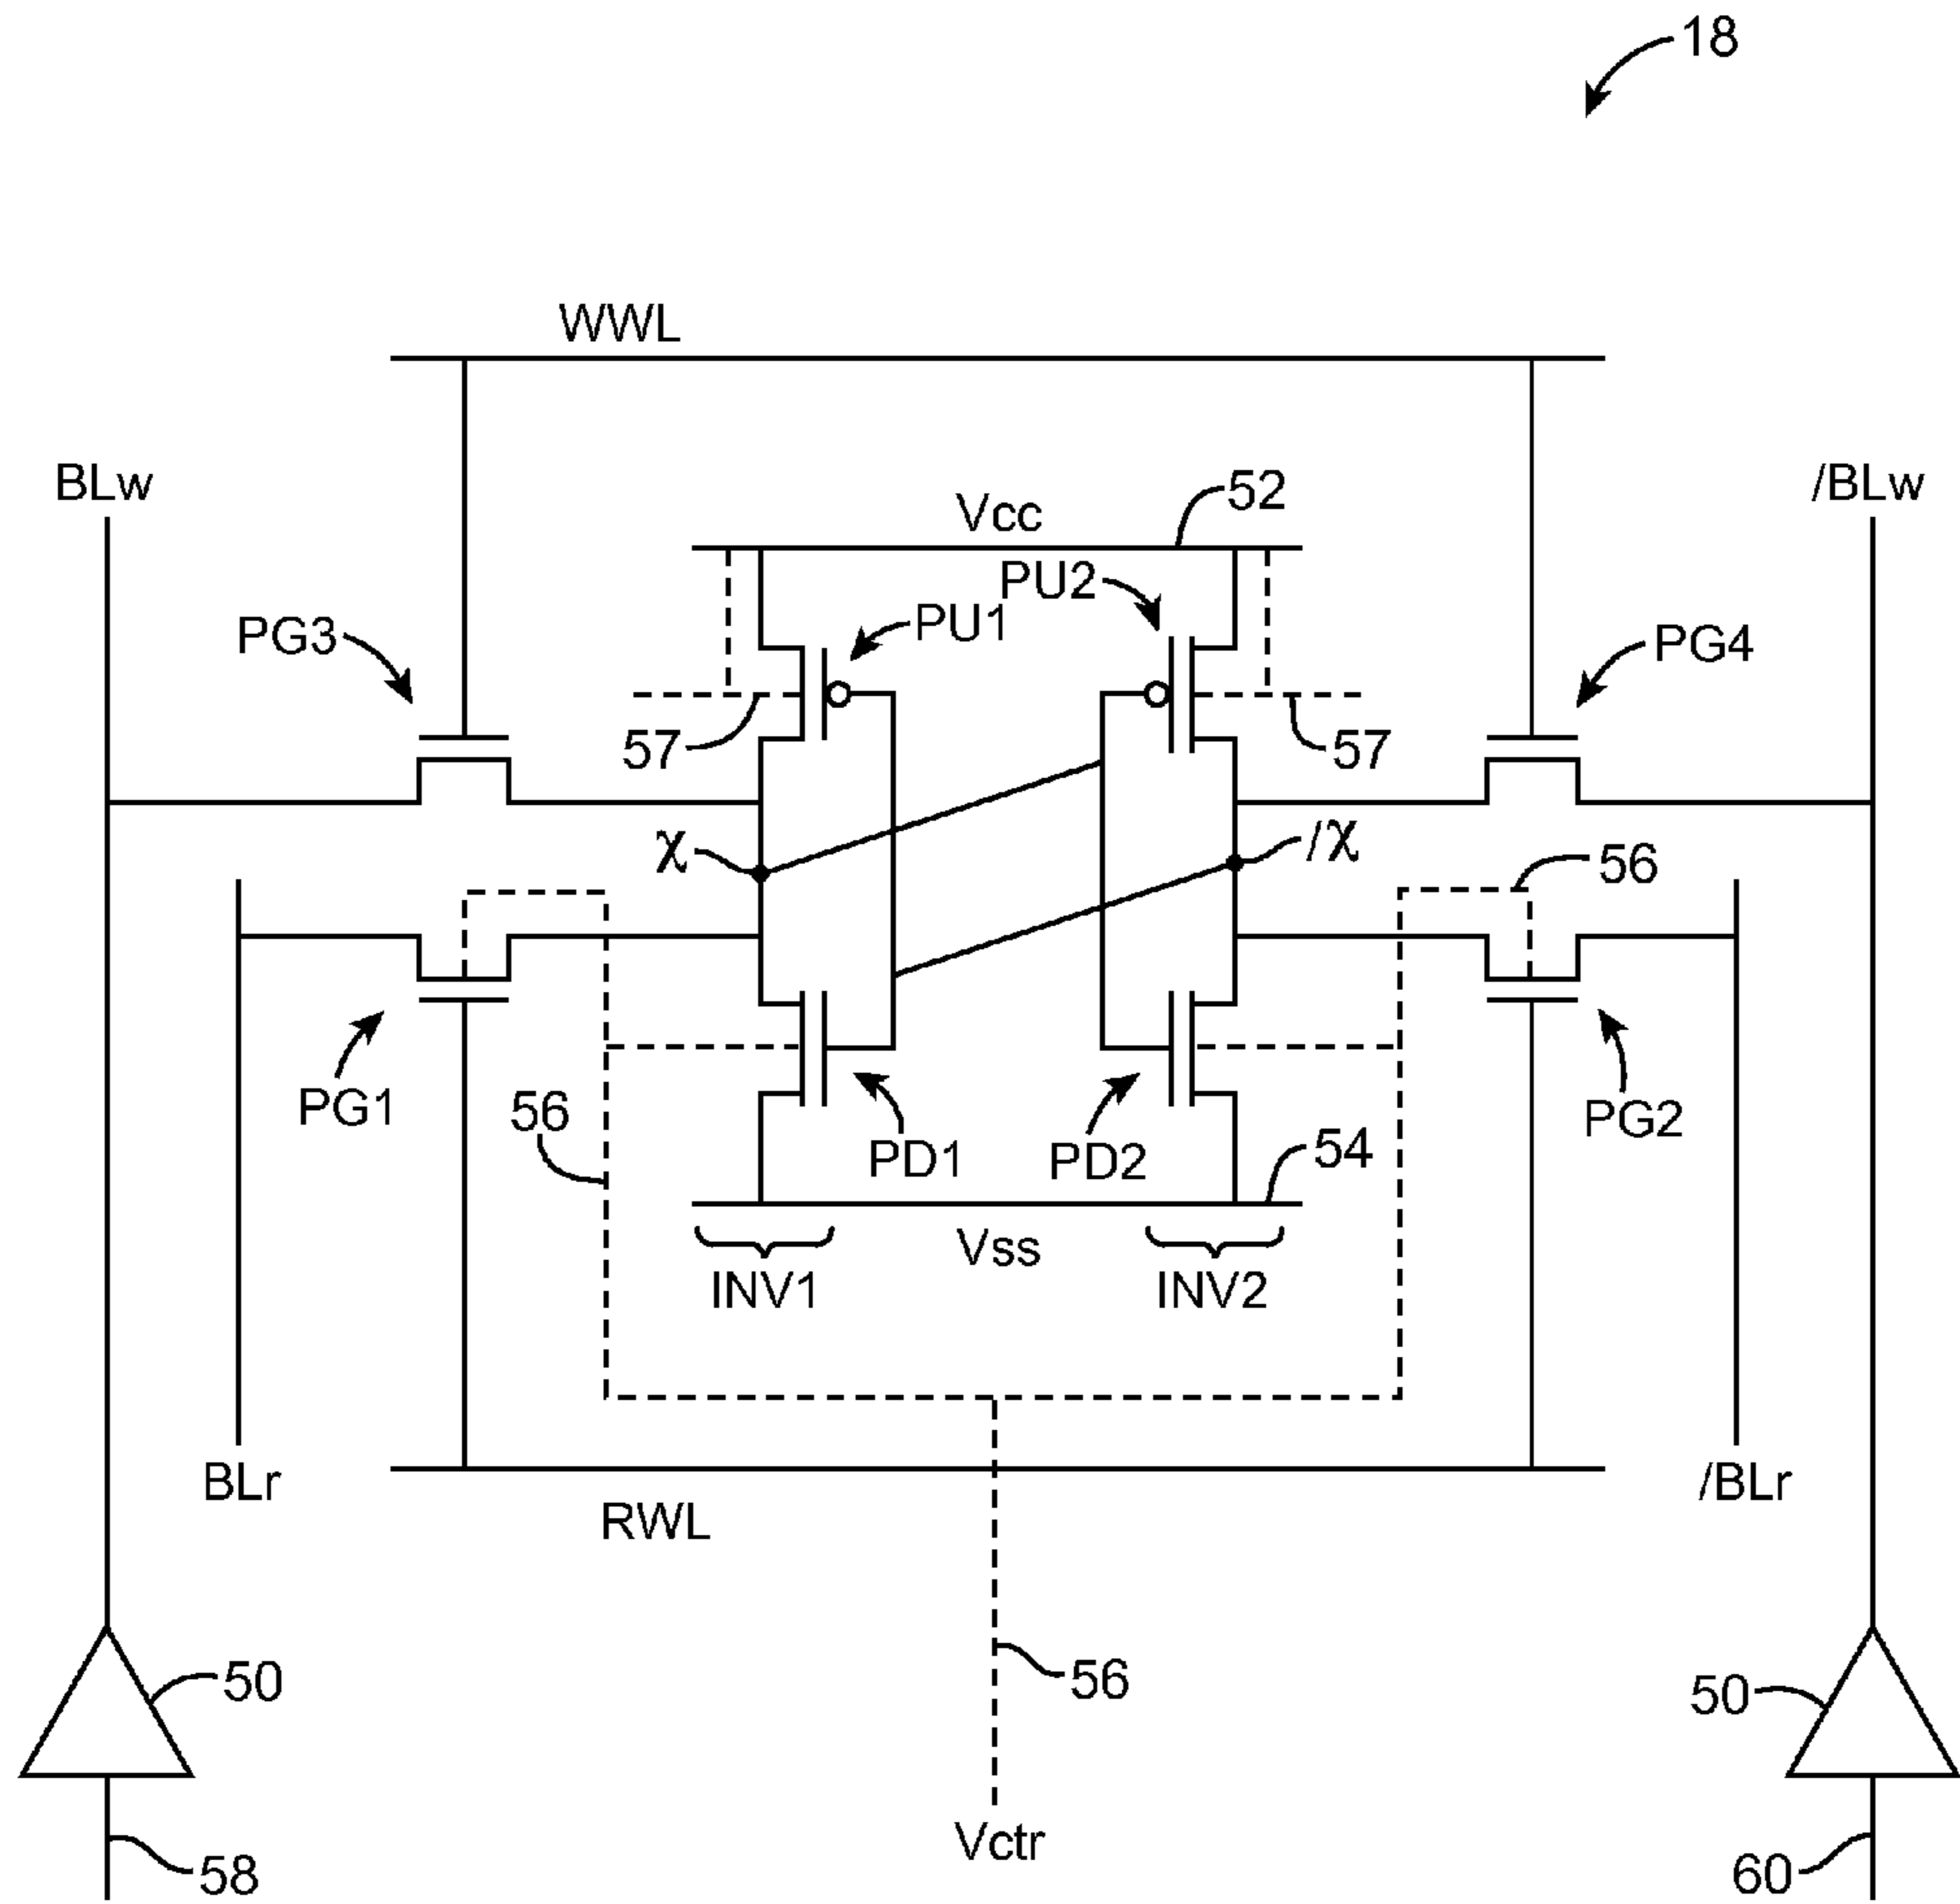 18
WWL
BLw
/BLw
52
Vcc
PU2
PU1
PG3
PG4
57
57
χ
/χ
56
PG1
56
PD1
PD2
PG2
54
Vss
INV1
INV2
BLr
/BLr
RWL
50
56
50
Vctr
58
60